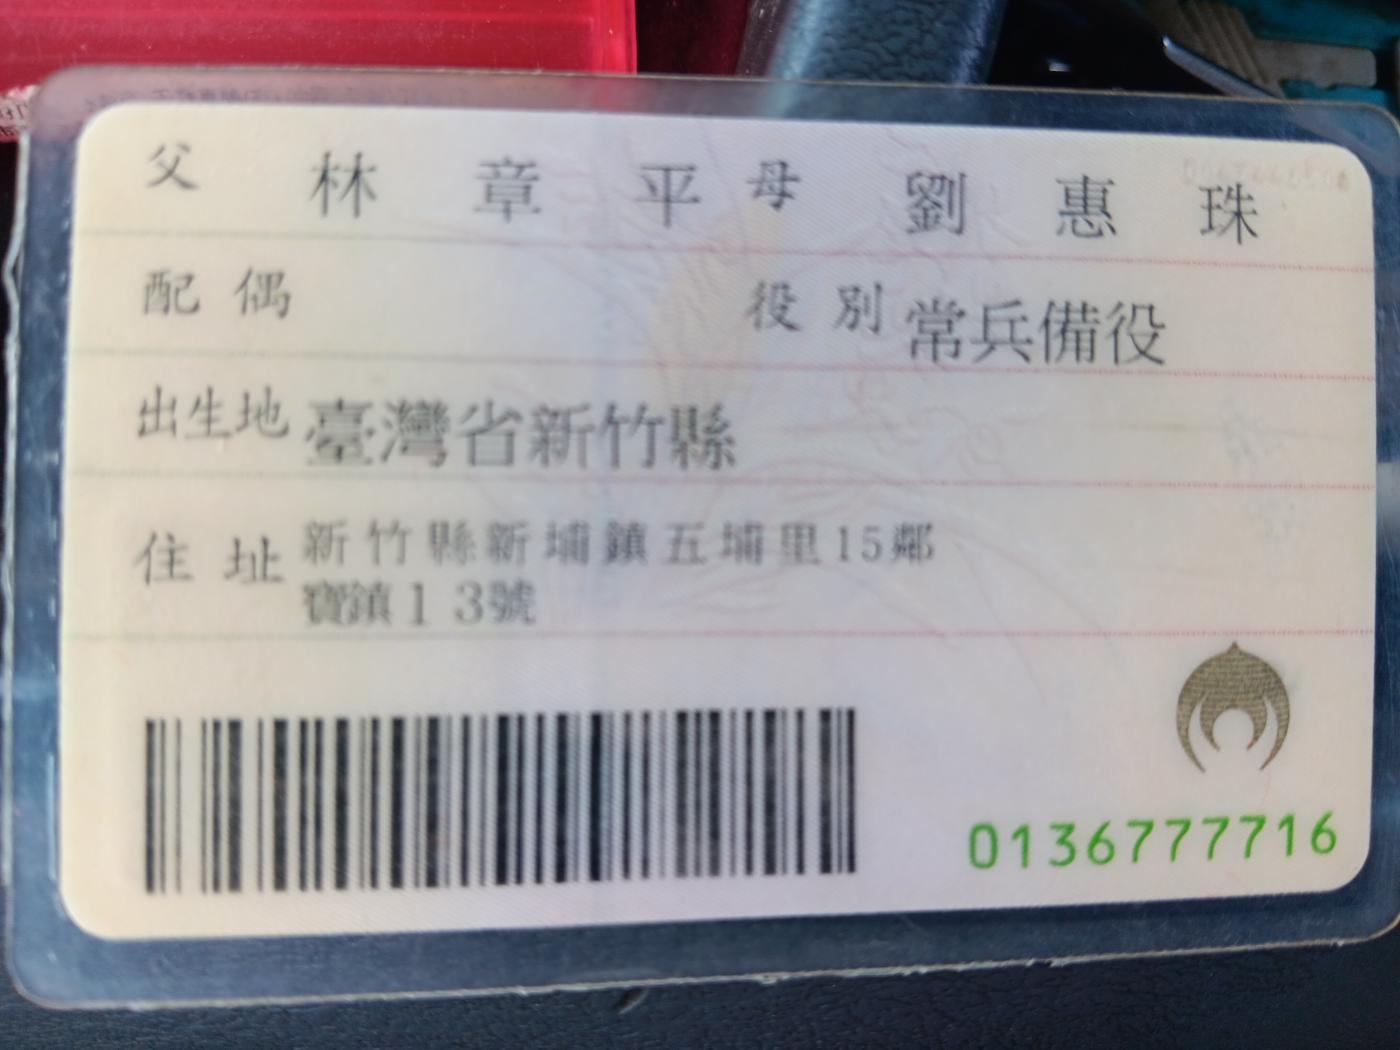 父 林章平 母 劉惠珠
配偶 役別 常兵備役
出生地 臺灣省新竹縣
住址 新竹縣新埔鎮五埔里15鄰
寶鎮13號
0136777716